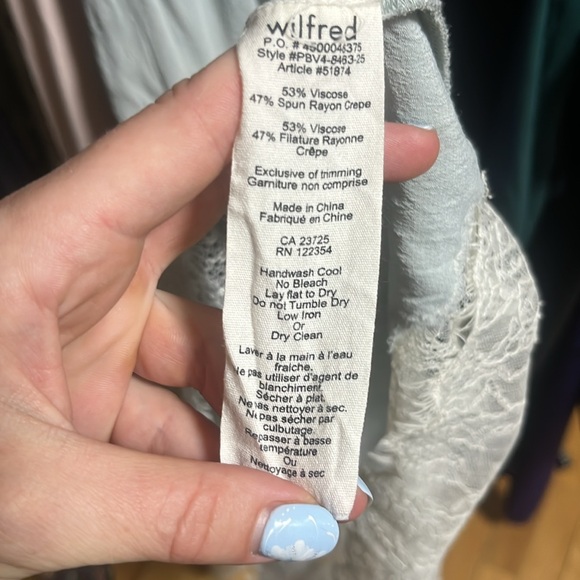 wilfred
P.O. # 4500046375
Style #PBV4-8463-25
Article #51874
53% Viscose
47% Spun Rayon Crepe
53% Viscose
47% Filature Rayonne
Crêpe
Exclusive of trimming
Garniture non comprise
Made in China
Fabriqué en Chine
CA 23725
RN 122354
Handwash Cool
No Bleach
Lay flat to Dry
Do not Tumble Dry
Low Iron
Or
Dry Clean
Laver à la main à l'eau
fraiche.
Ne pas utiliser d'agent de
blanchiment.
Sécher à plat.
Ne pas nettoyer à sec.
Ne pas sécher par
culbutage.
Repasser à basse
température
Ou
Nettoyage à sec